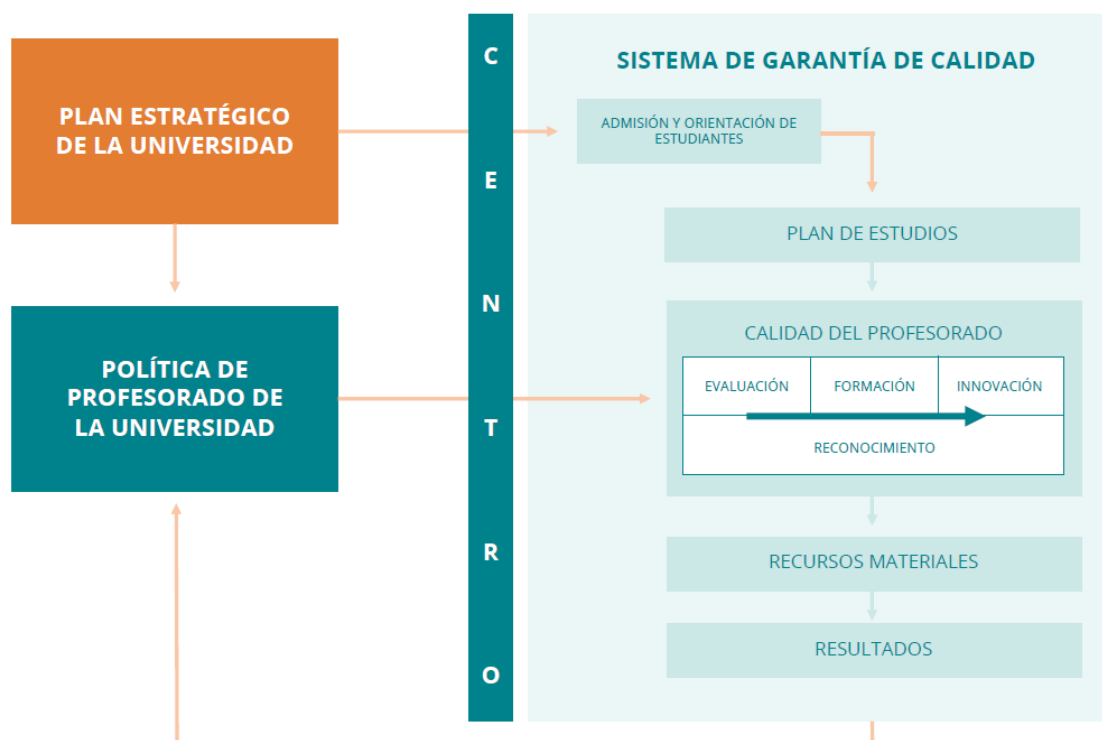 PLAN ESTRATÉGICO
DE LA UNIVERSIDAD
POLÍTICA DE
PROFESORADO DE
LA UNIVERSIDAD
C
E
N
T
R
O
SISTEMA DE GARANTÍA DE CALIDAD
ADMISIÓN Y ORIENTACIÓN DE
ESTUDIANTES
PLAN DE ESTUDIOS
CALIDAD DEL PROFESORADO
EVALUACIÓN FORMACIÓN INNOVACIÓN
RECONOCIMIENTO
RECURSOS MATERIALES
RESULTADOS